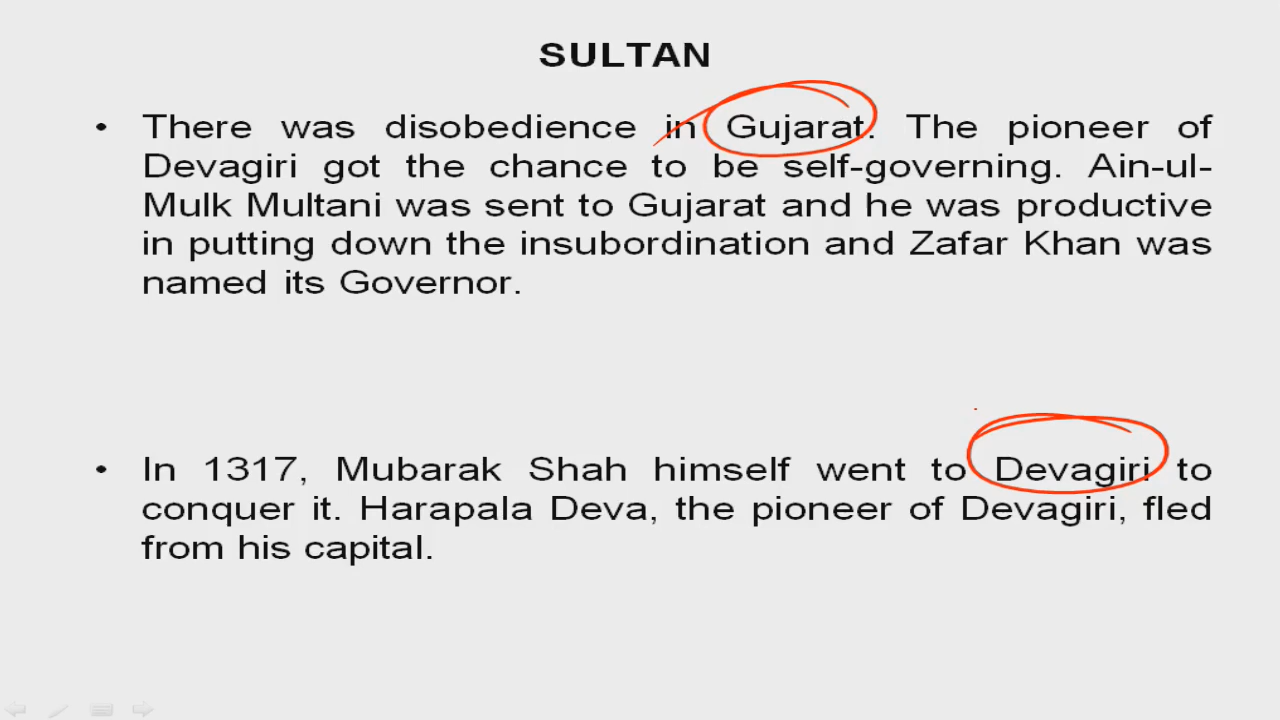 SULTAN
• There was disobedience in Gujarat. The pioneer of
Devagiri got the chance to be self-governing. Ain-ul-
Mulk Multani was sent to Gujarat and he was productive
in putting down the insubordination and Zafar Khan was
named its Governor.
• In 1317, Mubarak Shah himself went to Devagiri to
conquer it. Harapala Deva, the pioneer of Devagiri, fled
from his capital.